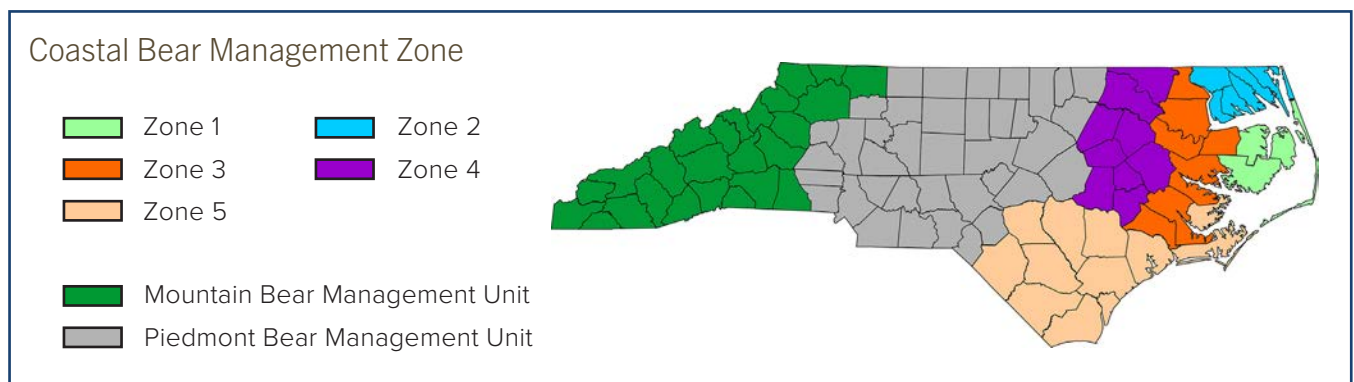 Coastal Bear Management Zone
Zone 1
Zone 2
Zone 3
Zone 4
Zone 5
Mountain Bear Management Unit
Piedmont Bear Management Unit